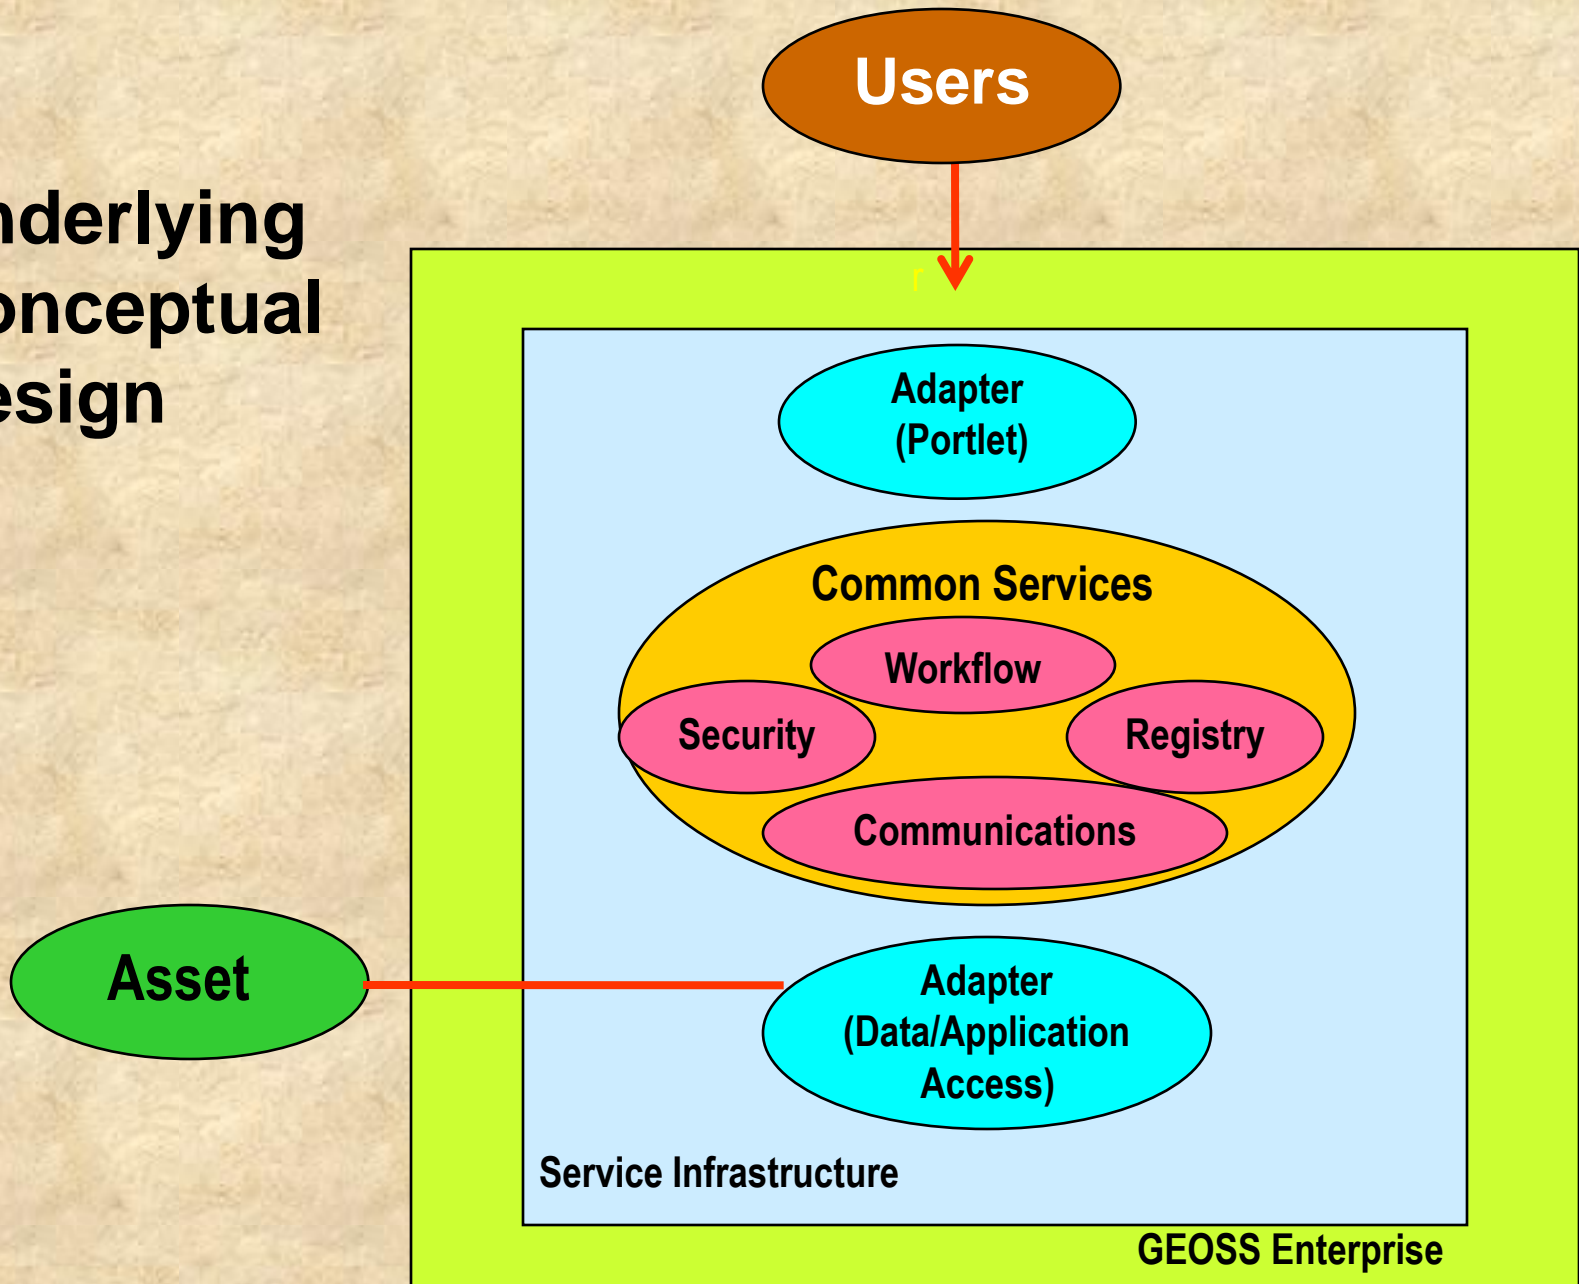 Users
nderlying
onceptual
esign
r
Adapter
(Portlet)
Common Services
Workflow
Security
Registry
Communications
Asset
Adapter
(Data/Application
Access)
Service Infrastructure
GEOSS Enterprise